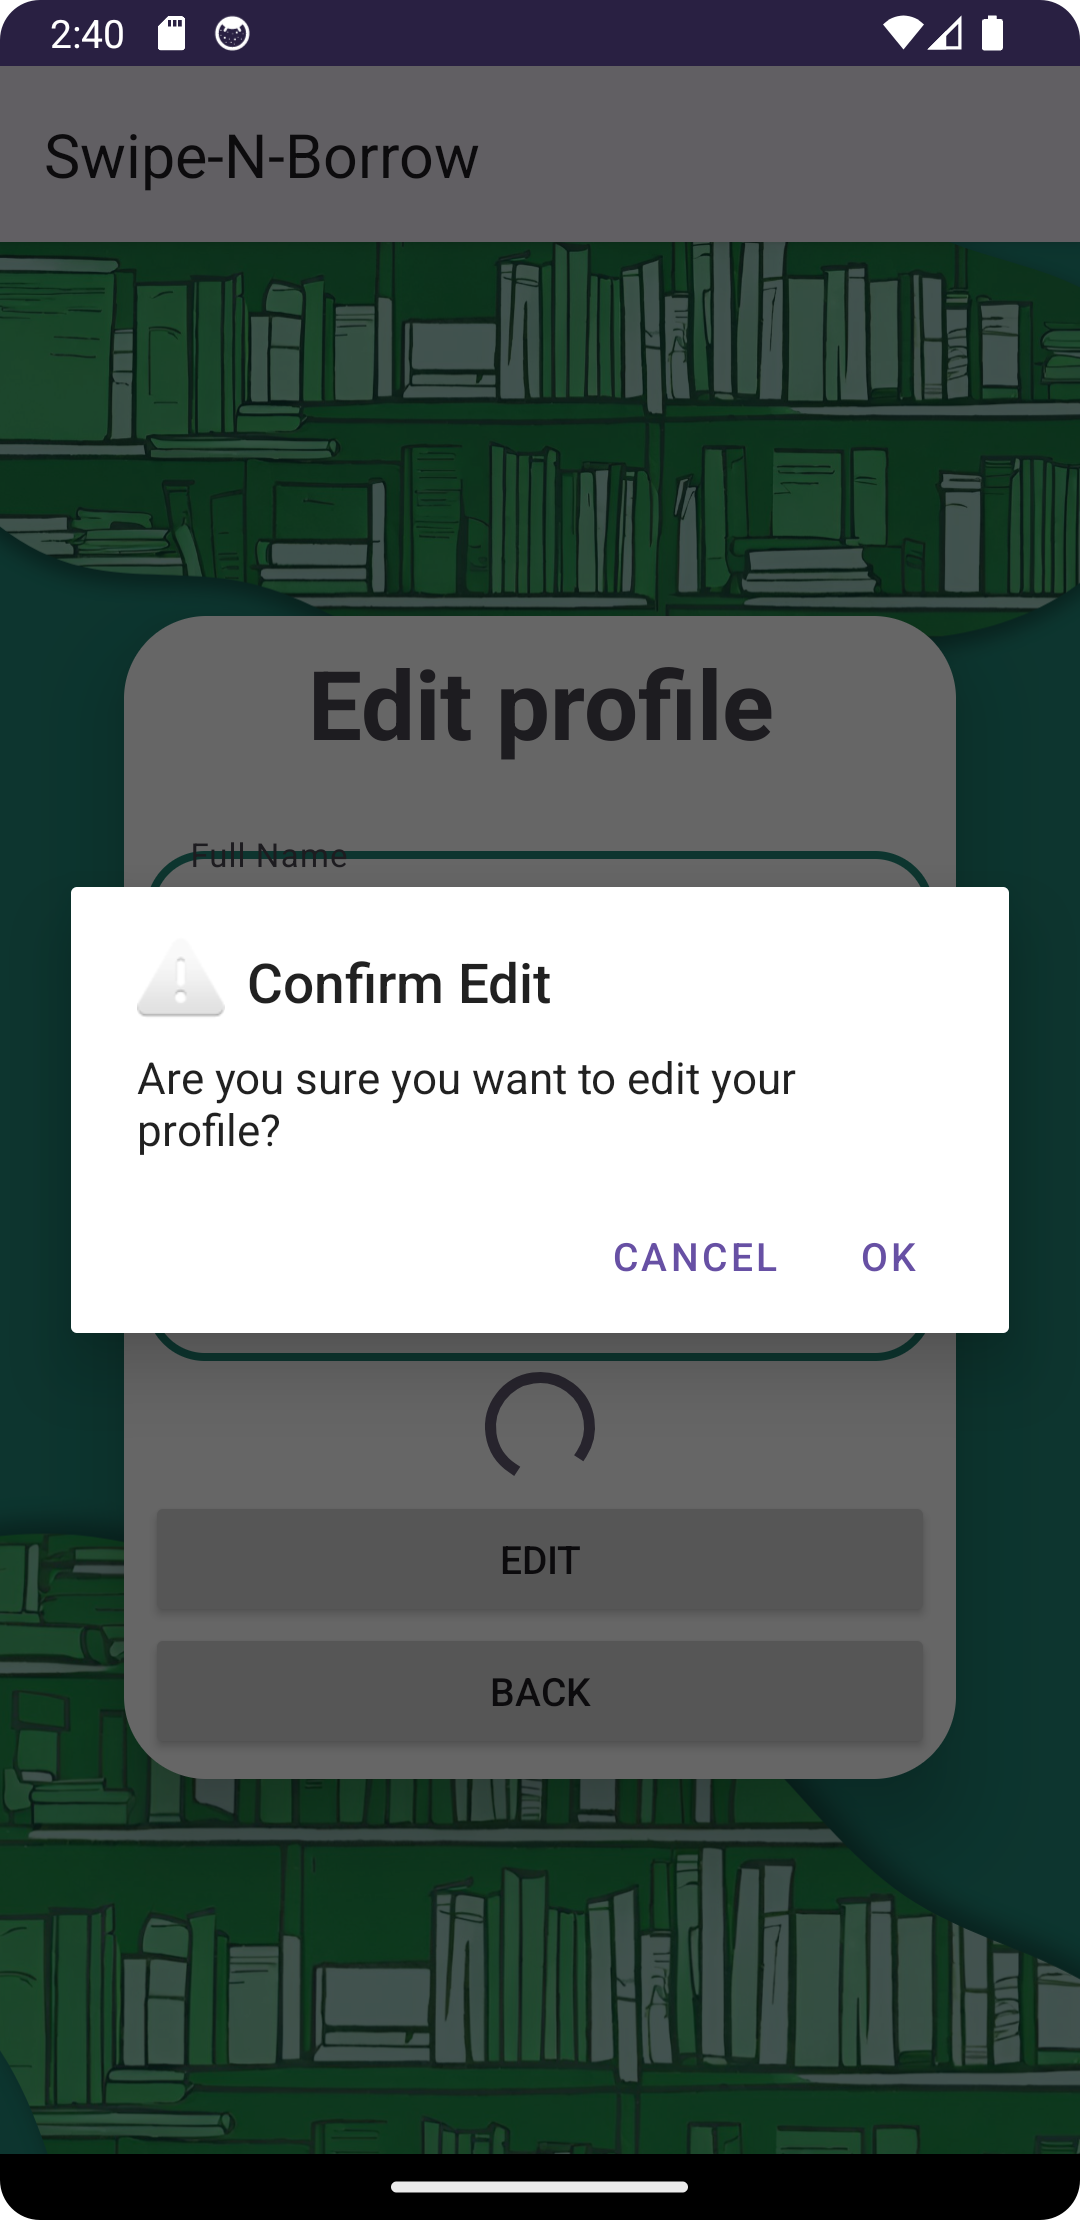 2:40
Swipe-N-Borrow
Edit profile
Full Name
Confirm Edit
Are you sure you want to edit your
profile?
CANCEL OK
EDIT
BACK